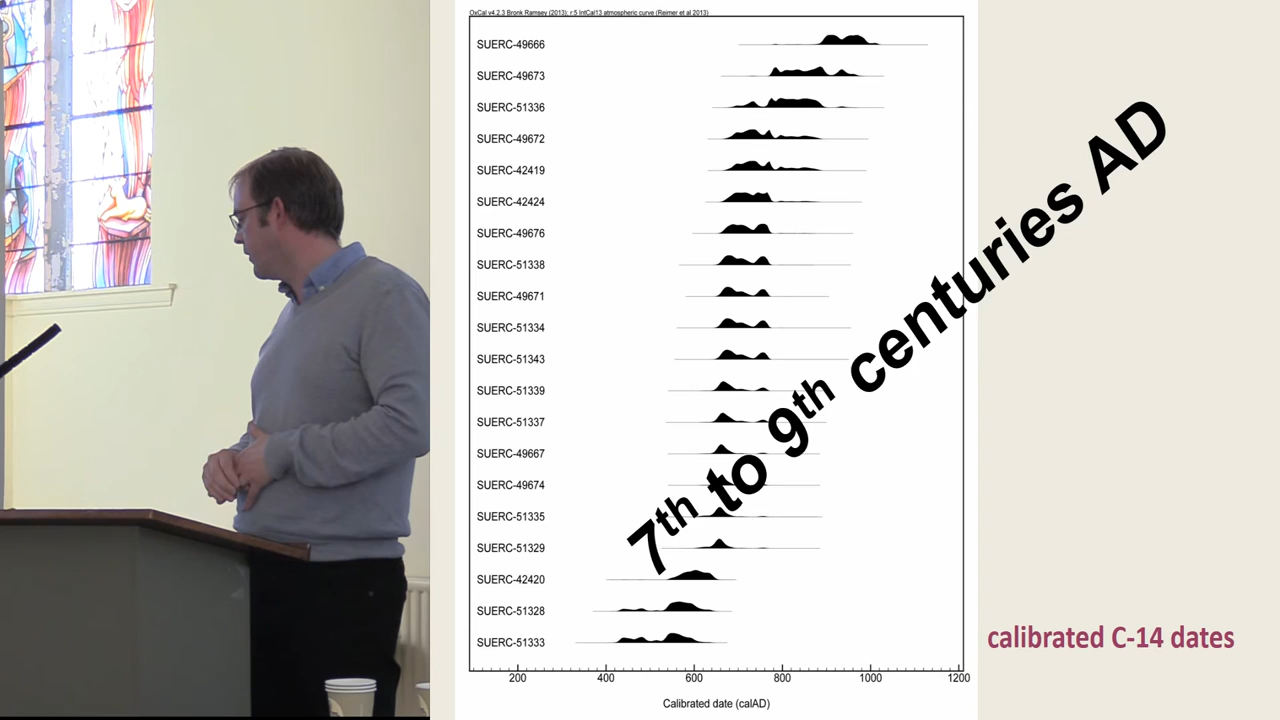 OxCal v4.2.3 Bronk Ramsey (2013); r:5 IntCal13 atmospheric curve (Reimer et al 2013)
SUERC-49666
SUERC-49673
SUERC-51336
SUERC-49672
SUERC-42419
SUERC-42424
SUERC-49676
SUERC-51338
SUERC-49671
SUERC-51334
SUERC-51343
SUERC-51339
SUERC-51337
SUERC-49667
SUERC-49674
SUERC-51335
SUERC-51329
SUERC-42420
SUERC-51328
SUERC-51333
7th to 9th centuries AD
calibrated C-14 dates
200 400 600 800 1000 1200
Calibrated date (calAD)